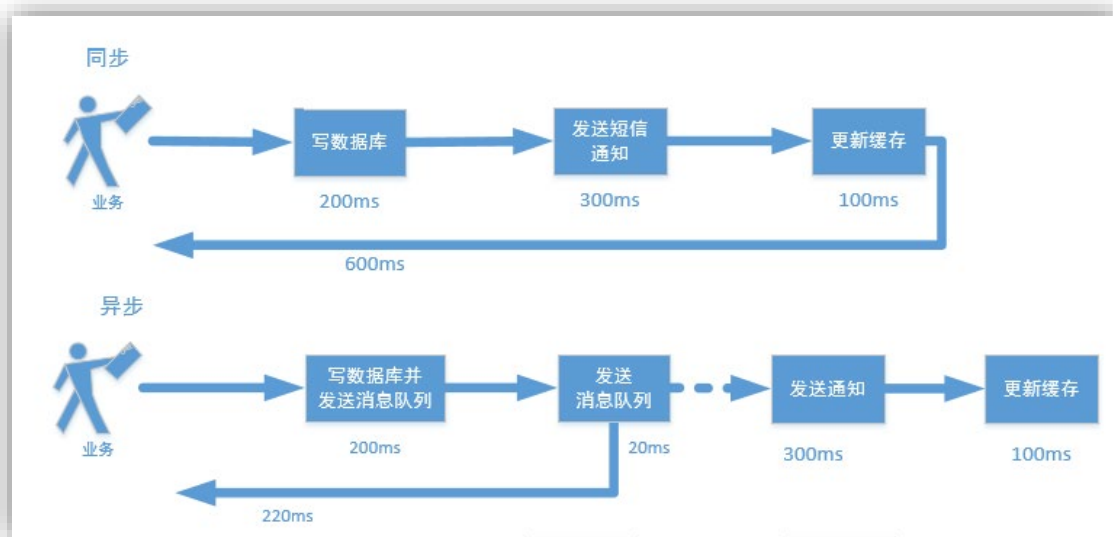 同步
写数据库
发送短信
通知
更新缓存
业务
200ms
300ms
100ms
600ms
异步
写数据库并
发送消息队列
发送
消息队列
发送通知
更新缓存
业务
200ms
20ms
300ms
100ms
220ms